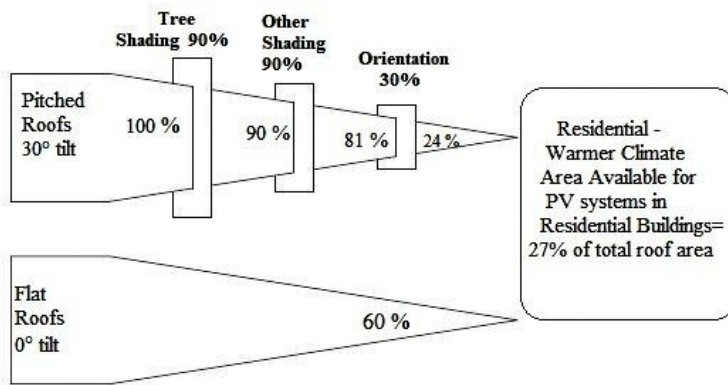 Tree
Shading 90%
Other
Shading
90%
Orientation
30%
Pitched
Roofs
30° tilt
100 %
90 %
81 %
24 %
Residential -
Warmer Climate
Area Available for
PV systems in
Residential Buildings=
27% of total roof area
Flat
Roofs
0° tilt
60 %